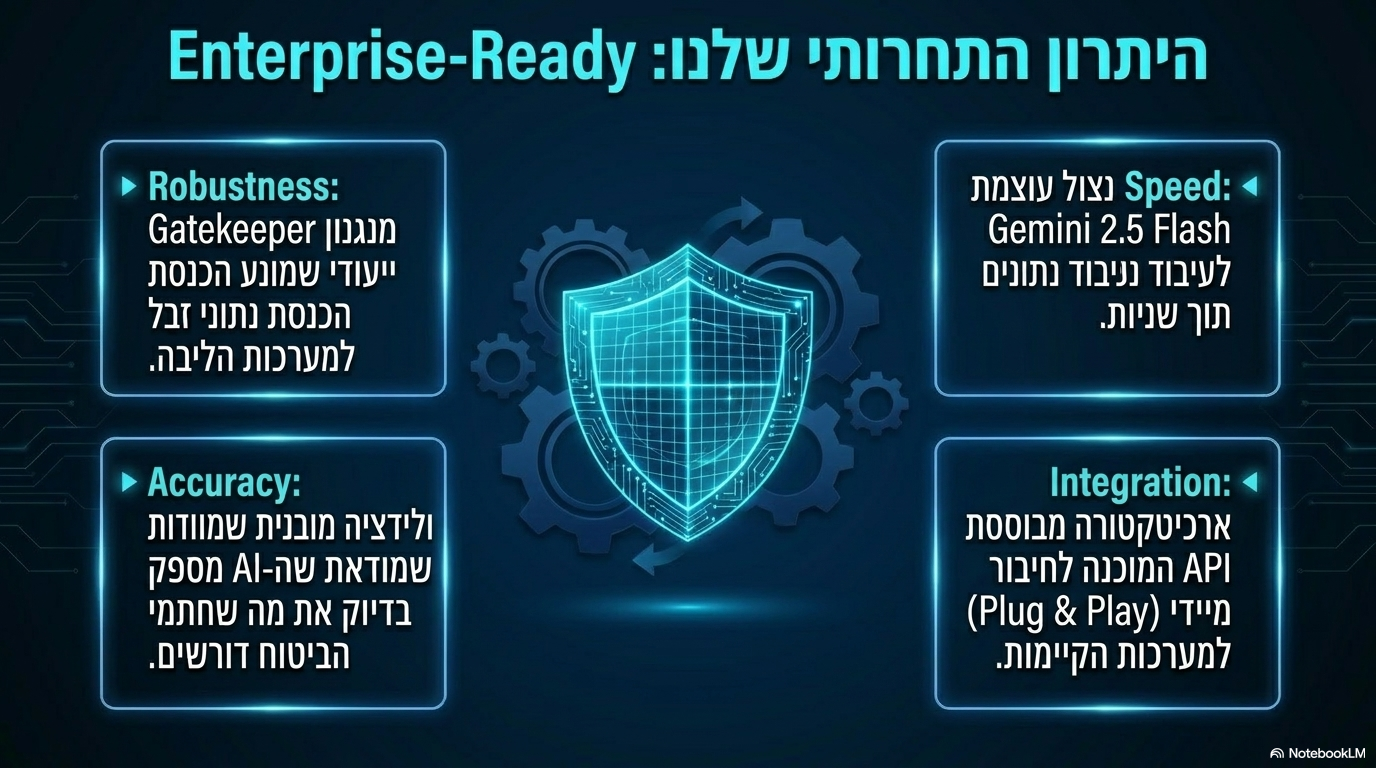 היתרון התחרותי שלנו: Enterprise-Ready
Speed: נצול עוצמת
Gemini 2.5 Flash
לעיבוד נעיבוד נתונים
תוך שניות.
Robustness:
מנגנון Gatekeeper
ייעודי שמונע הכנסת
הכנסת נתוני זבל
למערכות הליבה.
Integration:
ארכיטקטורה מבוססת
API המוכנה לחיבור
מיידי (Plug & Play)
למערכות הקיימות.
Accuracy:
ולידציה מובנית שמוודות
שמודאת שה-AI מספק
בדיוק את מה שחתמי
הביטוח דורשים.
NotebookLM